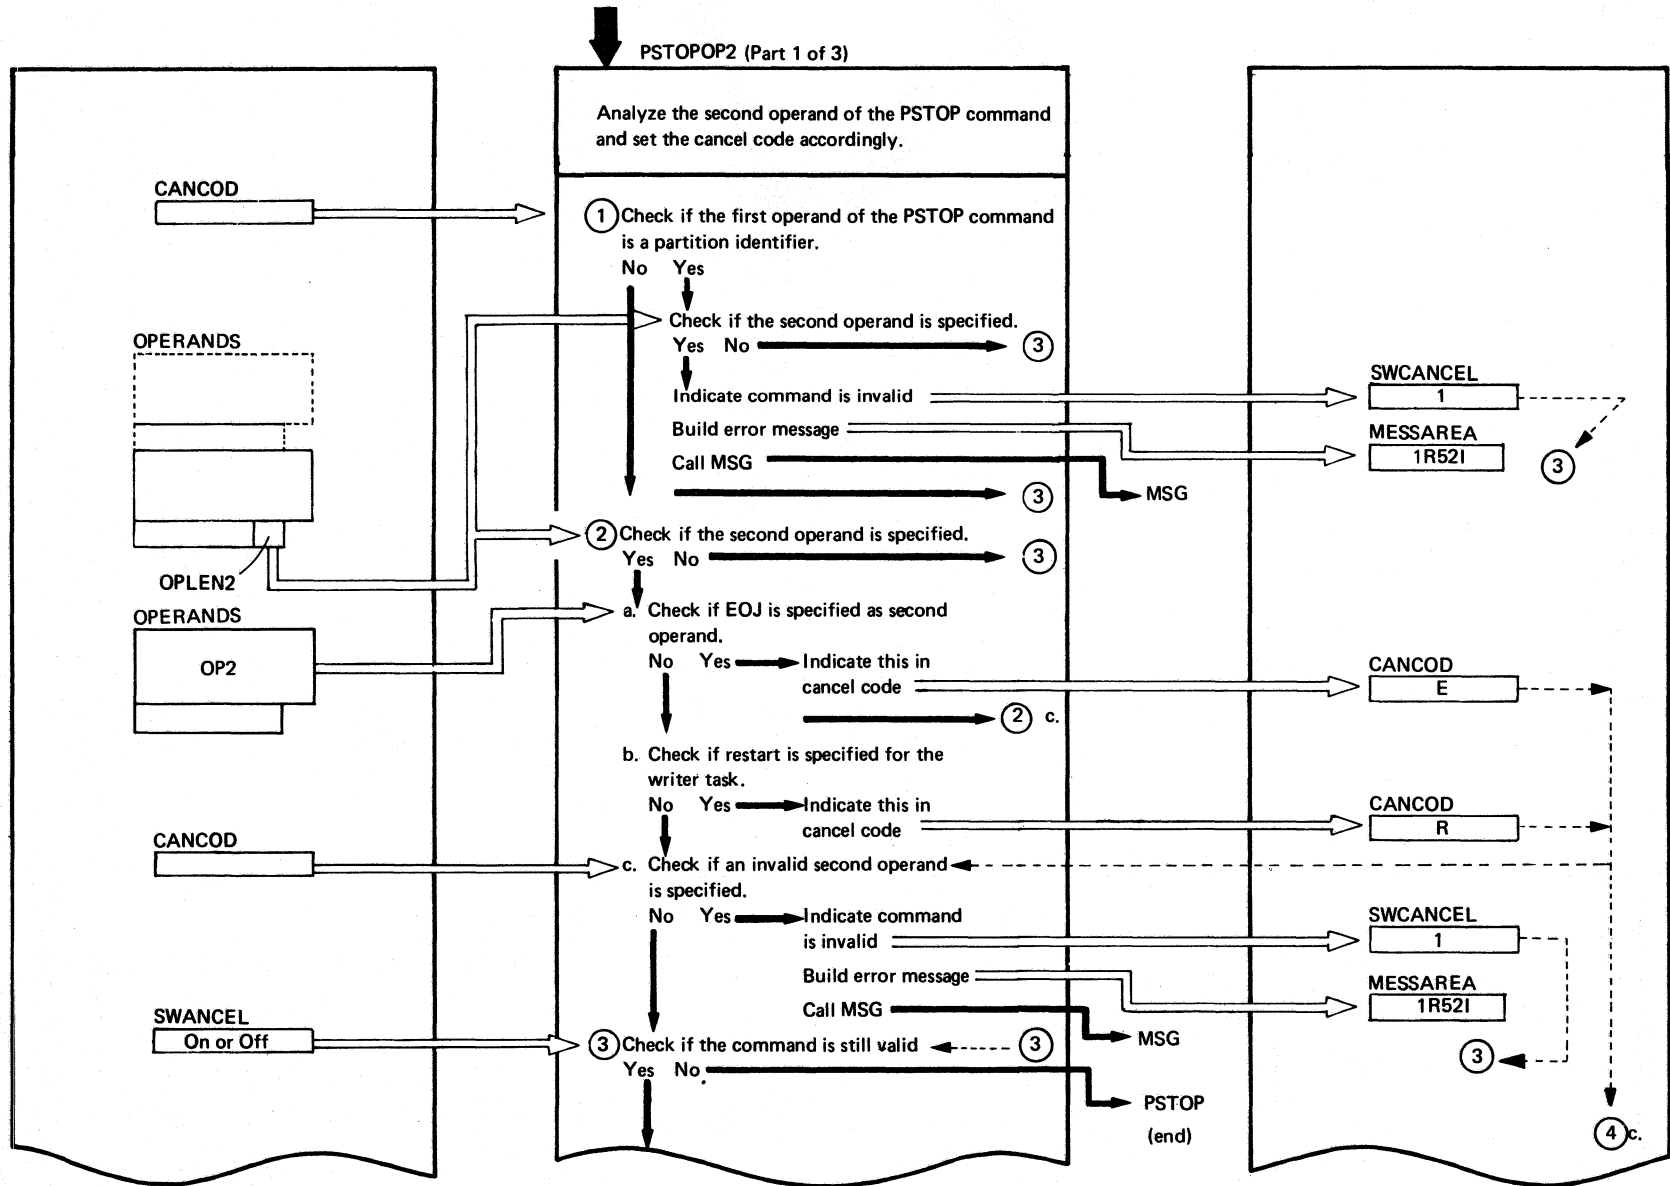 PSTOPOP2 (Part 1 of 3)
Analyze the second operand of the PSTOP command
and set the cancel code accordingly.
CANCOD
1 Check if the first operand of the PSTOP command
is a partition identifier.
No Yes
Check if the second operand is specified.
OPERANDS
Yes No 3
SWCANCEL
1
Indicate command is invalid
Build error message
MESSAREA
1R52I
3
Call MSG
MSG
3
2 Check if the second operand is specified.
Yes No 3
OPLEN2
OPERANDS
OP2
a. Check if EOJ is specified as second
operand.
No Yes Indicate this in
cancel code
CANCOD
E
2 c.
b. Check if restart is specified for the
writer task.
No Yes Indicate this in
cancel code
CANCOD
R
CANCOD
c. Check if an invalid second operand
is specified.
No Yes Indicate command
is invalid
SWCANCEL
1
Build error message
MESSAREA
1R52I
Call MSG
MSG
3
SWANCEL
On or Off
3 Check if the command is still valid 3
Yes No.
PSTOP
(end)
4 c.